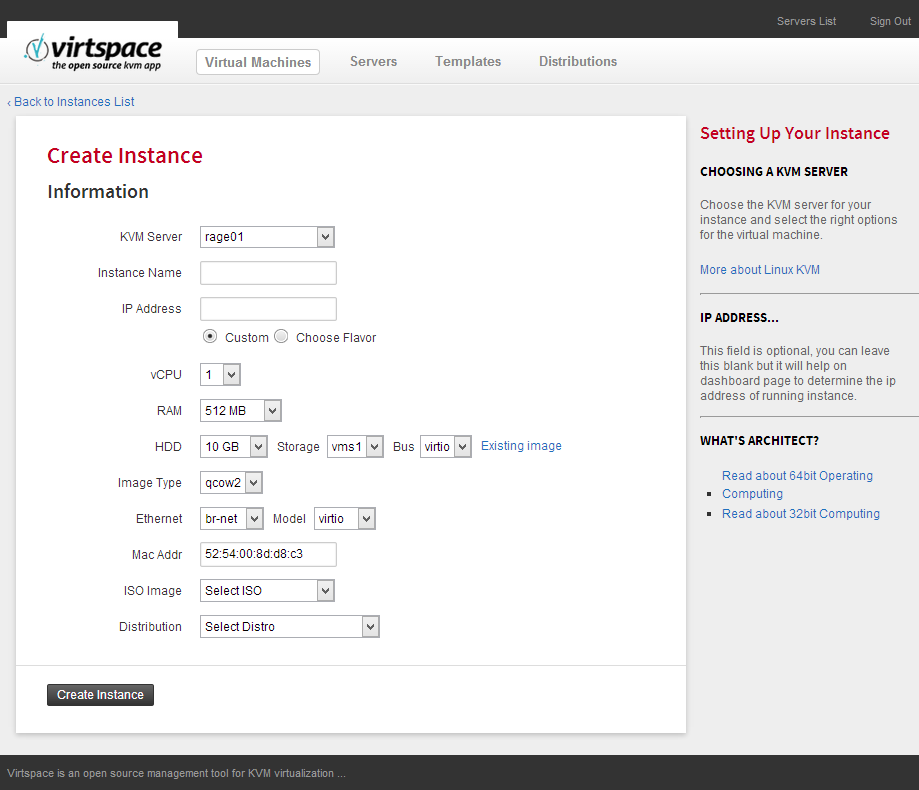 Servers List Sign Out
virtspace
the open source kvm app
Virtual Machines Servers Templates Distributions
‹ Back to Instances List
Create Instance
Information
KVM Server rage01
Instance Name
IP Address
Custom Choose Flavor
vCPU 1
RAM 512 MB
HDD 10 GB Storage vms1 Bus virtio Existing image
Image Type qcow2
Ethernet br-net Model virtio
Mac Addr 52:54:00:8d:d8:c3
ISO Image Select ISO
Distribution Select Distro
Create Instance
Setting Up Your Instance
CHOOSING A KVM SERVER
Choose the KVM server for your
instance and select the right options
for the virtual machine.
More about Linux KVM
IP ADDRESS...
This field is optional, you can leave
this blank but it will help on
dashboard page to determine the ip
address of running instance.
WHAT'S ARCHITECT?
Read about 64bit Operating
Computing
Read about 32bit Computing
Virtspace is an open source management tool for KVM virtualization ...